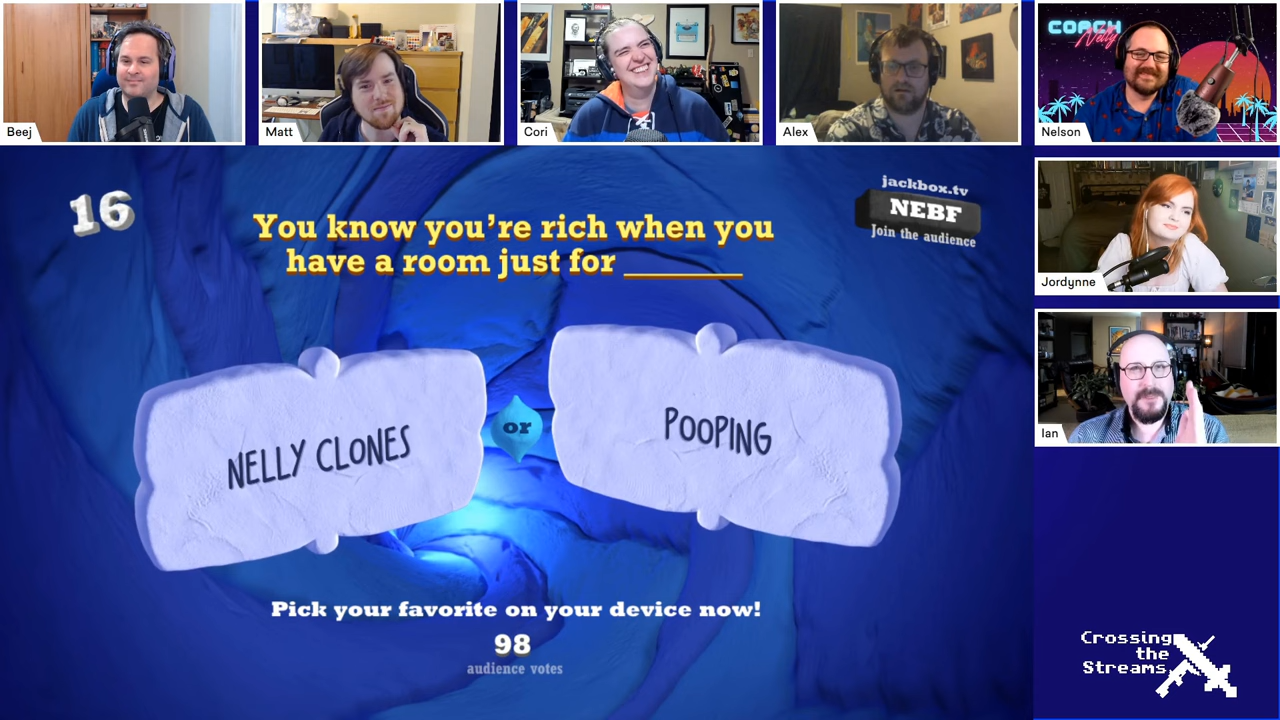 Beej
Matt
Cori
Alex
COACH
Nelly
Nelson
16
You know you're rich when you
have a room just for ________
jackbox.tv
NEBF
Join the audience
Jordynne
NELLY CLONES
or
POOPING
Ian
Pick your favorite on your device now!
98
audience votes
Crossing
the
Streams